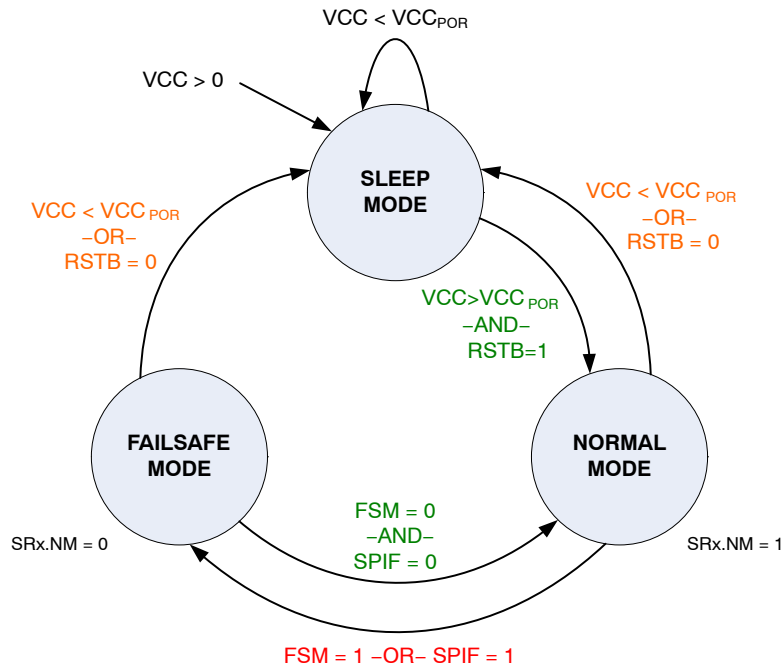 VCC < VCCPOR
VCC > 0
SLEEP
MODE
VCC < VCC POR
–OR–
RSTB = 0
VCC < VCC POR
–OR–
RSTB = 0
VCC>VCC POR
–AND–
RSTB=1
FAILSAFE
MODE
NORMAL
MODE
FSM = 0
–AND–
SPIF = 0
SRx.NM = 0
SRx.NM = 1
FSM = 1 –OR– SPIF = 1